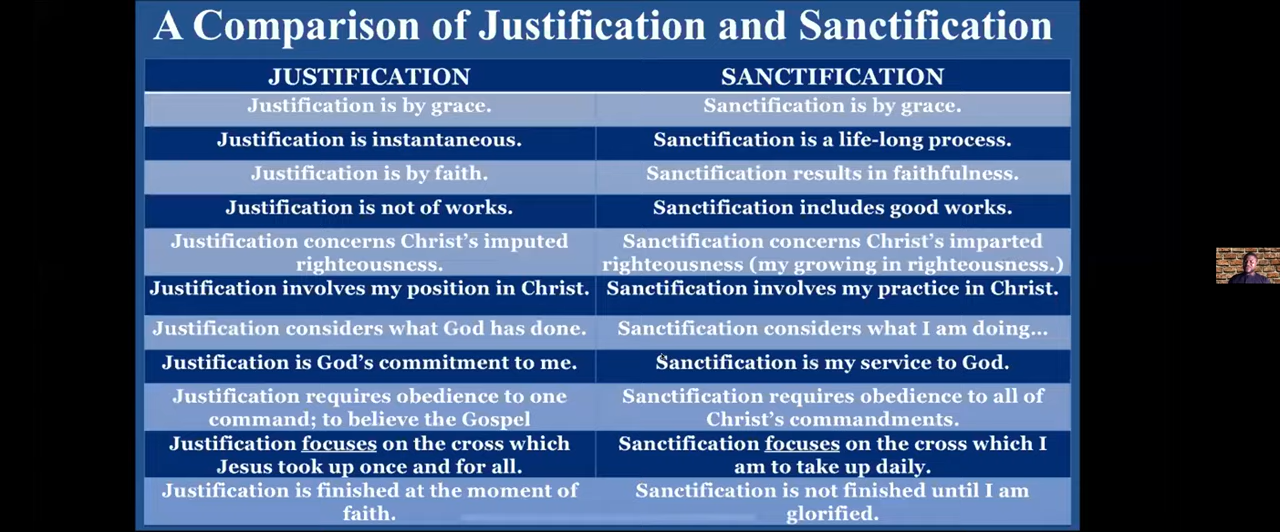 A Comparison of Justification and Sanctification
JUSTIFICATION
SANCTIFICATION
Justification is by grace.
Sanctification is by grace.
Justification is instantaneous.
Sanctification is a life-long process.
Justification is by faith.
Sanctification results in faithfulness.
Justification is not of works.
Sanctification includes good works.
Justification concerns Christ's imputed
righteousness.
Sanctification concerns Christ's imparted
righteousness (my growing in righteousness.)
Justification involves my position in Christ.
Sanctification involves my practice in Christ.
Justification considers what God has done.
Sanctification considers what I am doing...
Justification is God's commitment to me.
Sanctification is my service to God.
Justification requires obedience to one
command; to believe the Gospel
Sanctification requires obedience to all of
Christ's commandments.
Justification focuses on the cross which
Jesus took up once and for all.
Sanctification focuses on the cross which I
am to take up daily.
Justification is finished at the moment of
faith.
Sanctification is not finished until I am
glorified.